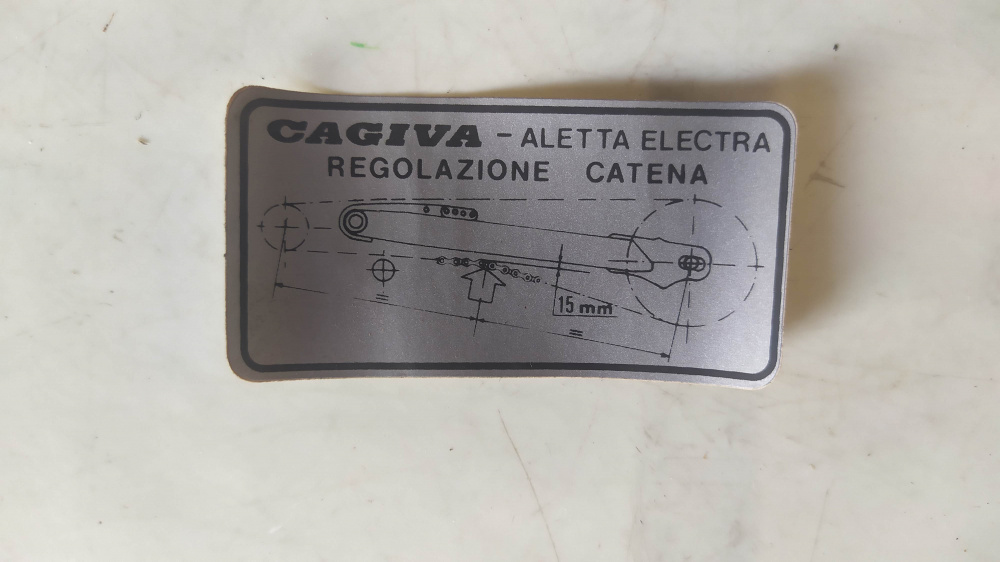 CAGIVA - ALETTA ELECTRA
REGOLAZIONE CATENA
=
15 mm
=